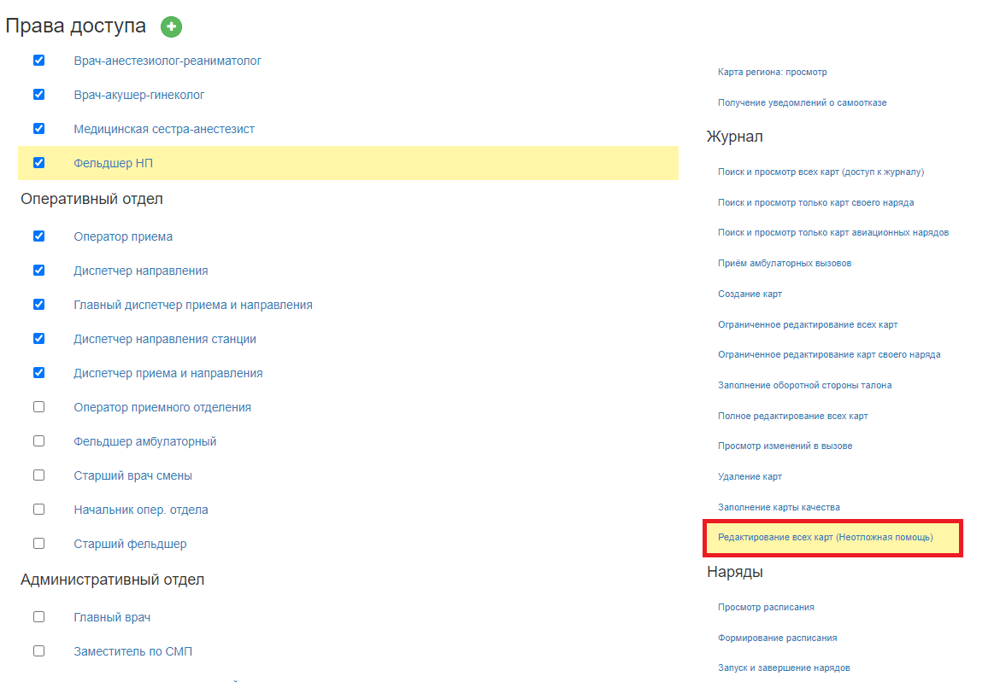 Права доступа
Врач-анестезиолог-реаниматолог
Врач-акушер-гинеколог
Медицинская сестра-анестезист
Фельдшер НП
Оперативный отдел
Оператор приема
Диспетчер направления
Главный диспетчер приема и направления
Диспетчер направления станции
Диспетчер приема и направления
Оператор приемного отделения
Фельдшер амбулаторный
Старший врач смены
Начальник опер. отдела
Старший фельдшер
Административный отдел
Главный врач
Заместитель по СМП
Карта региона: просмотр
Получение уведомлений о самоотказе
Журнал
Поиск и просмотр всех карт (доступ к журналу)
Поиск и просмотр только карт своего наряда
Поиск и просмотр только карт авиационных нарядов
Приём амбулаторных вызовов
Создание карт
Ограниченное редактирование всех карт
Ограниченное редактирование карт своего наряда
Заполнение оборотной стороны талона
Полное редактирование всех карт
Просмотр изменений в вызове
Удаление карт
Заполнение карты качества
Редактирование всех карт (Неотложная помощь)
Наряды
Просмотр расписания
Формирование расписания
Запуск и завершение нарядов